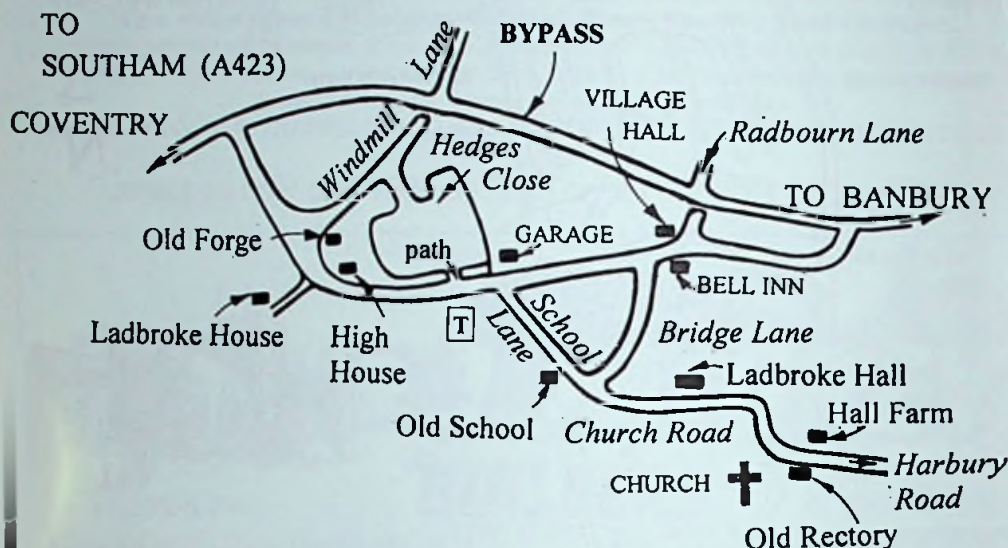 TO
SOUTHAM (A423)
COVENTRY
Lane
BYPASS
VILLAGE
HALL
Radbourn Lane
Windmill
Hedges
Close
TO BANBURY
Old Forge
path
GARAGE
BELL INN
Ladbroke House
High
House
T
School
Lane
Bridge Lane
Old School
Ladbroke Hall
Church Road
Hall Farm
CHURCH
Harbury
Road
Old Rectory